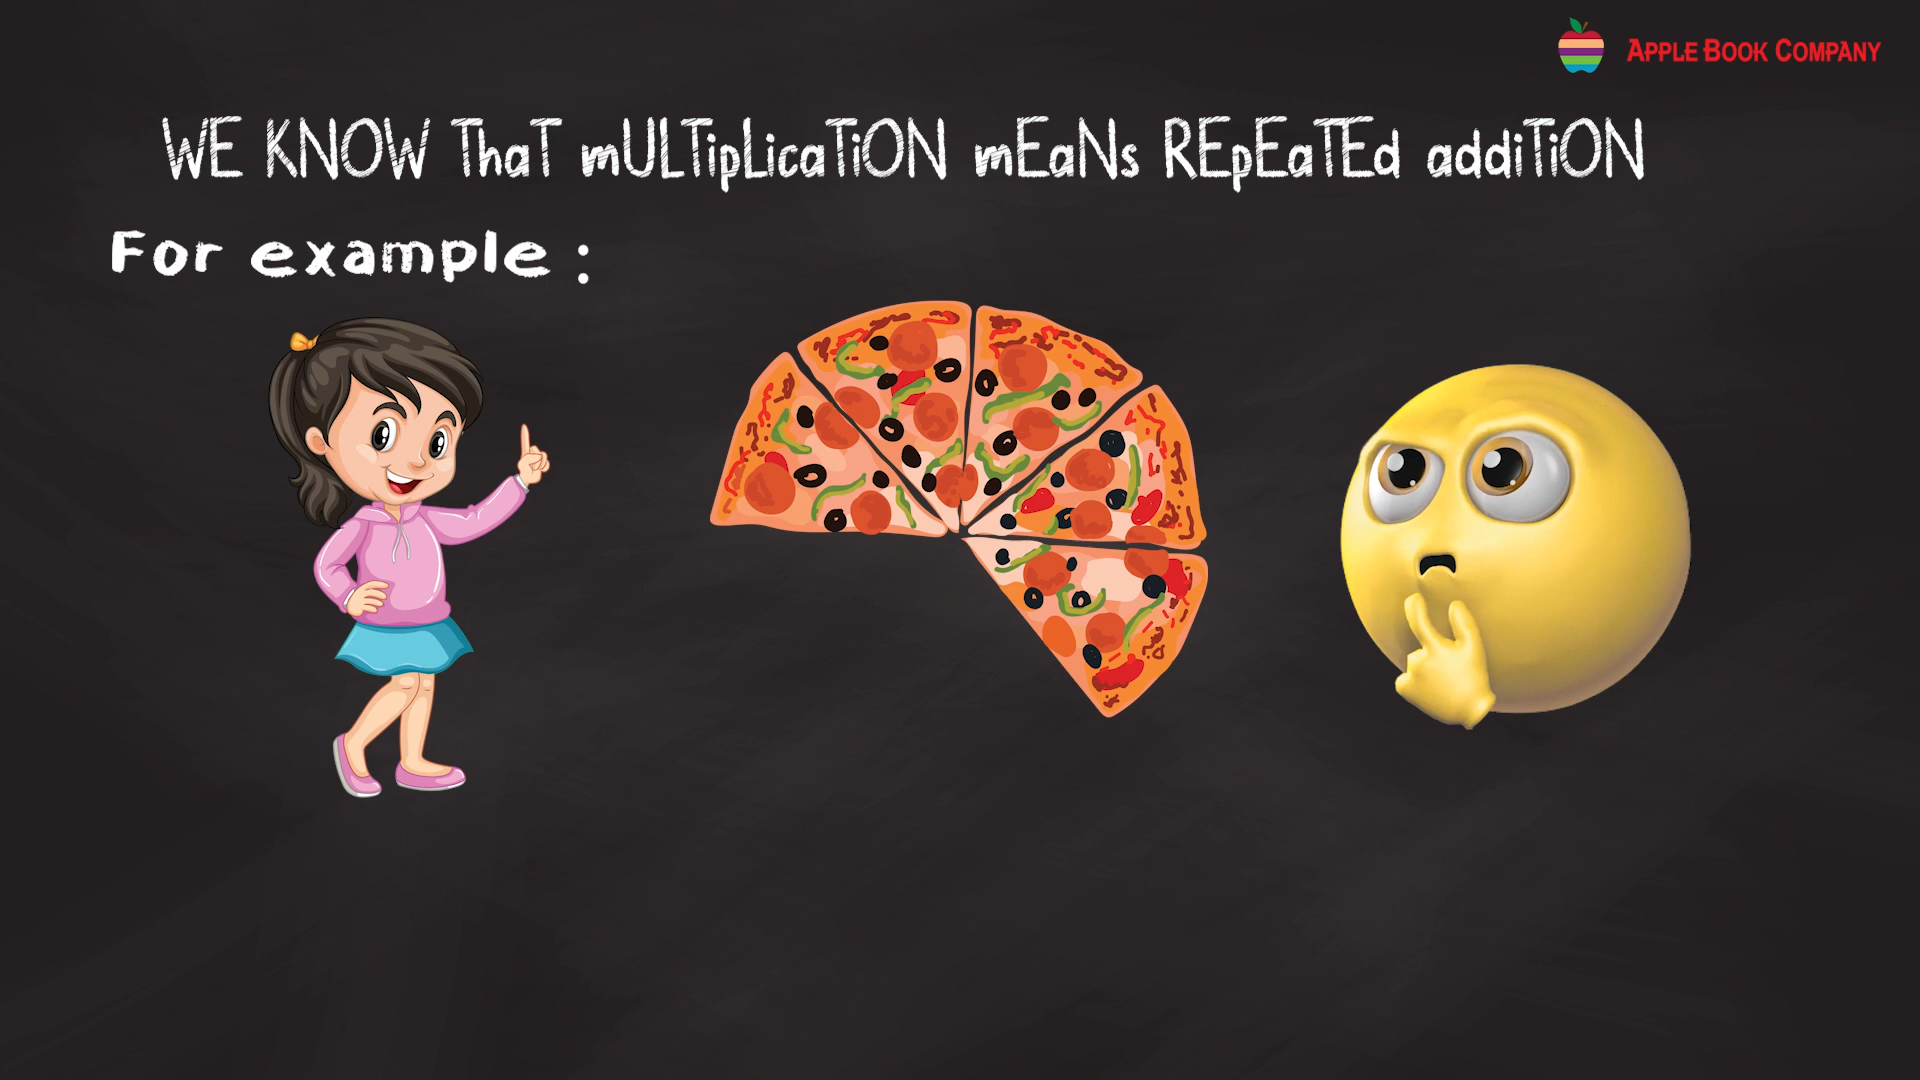 APPLE BOOK COMPANY
WE KNOW ThaT mULTipLicaTiON mEaNs REpEaTEd addiTiON
For example :